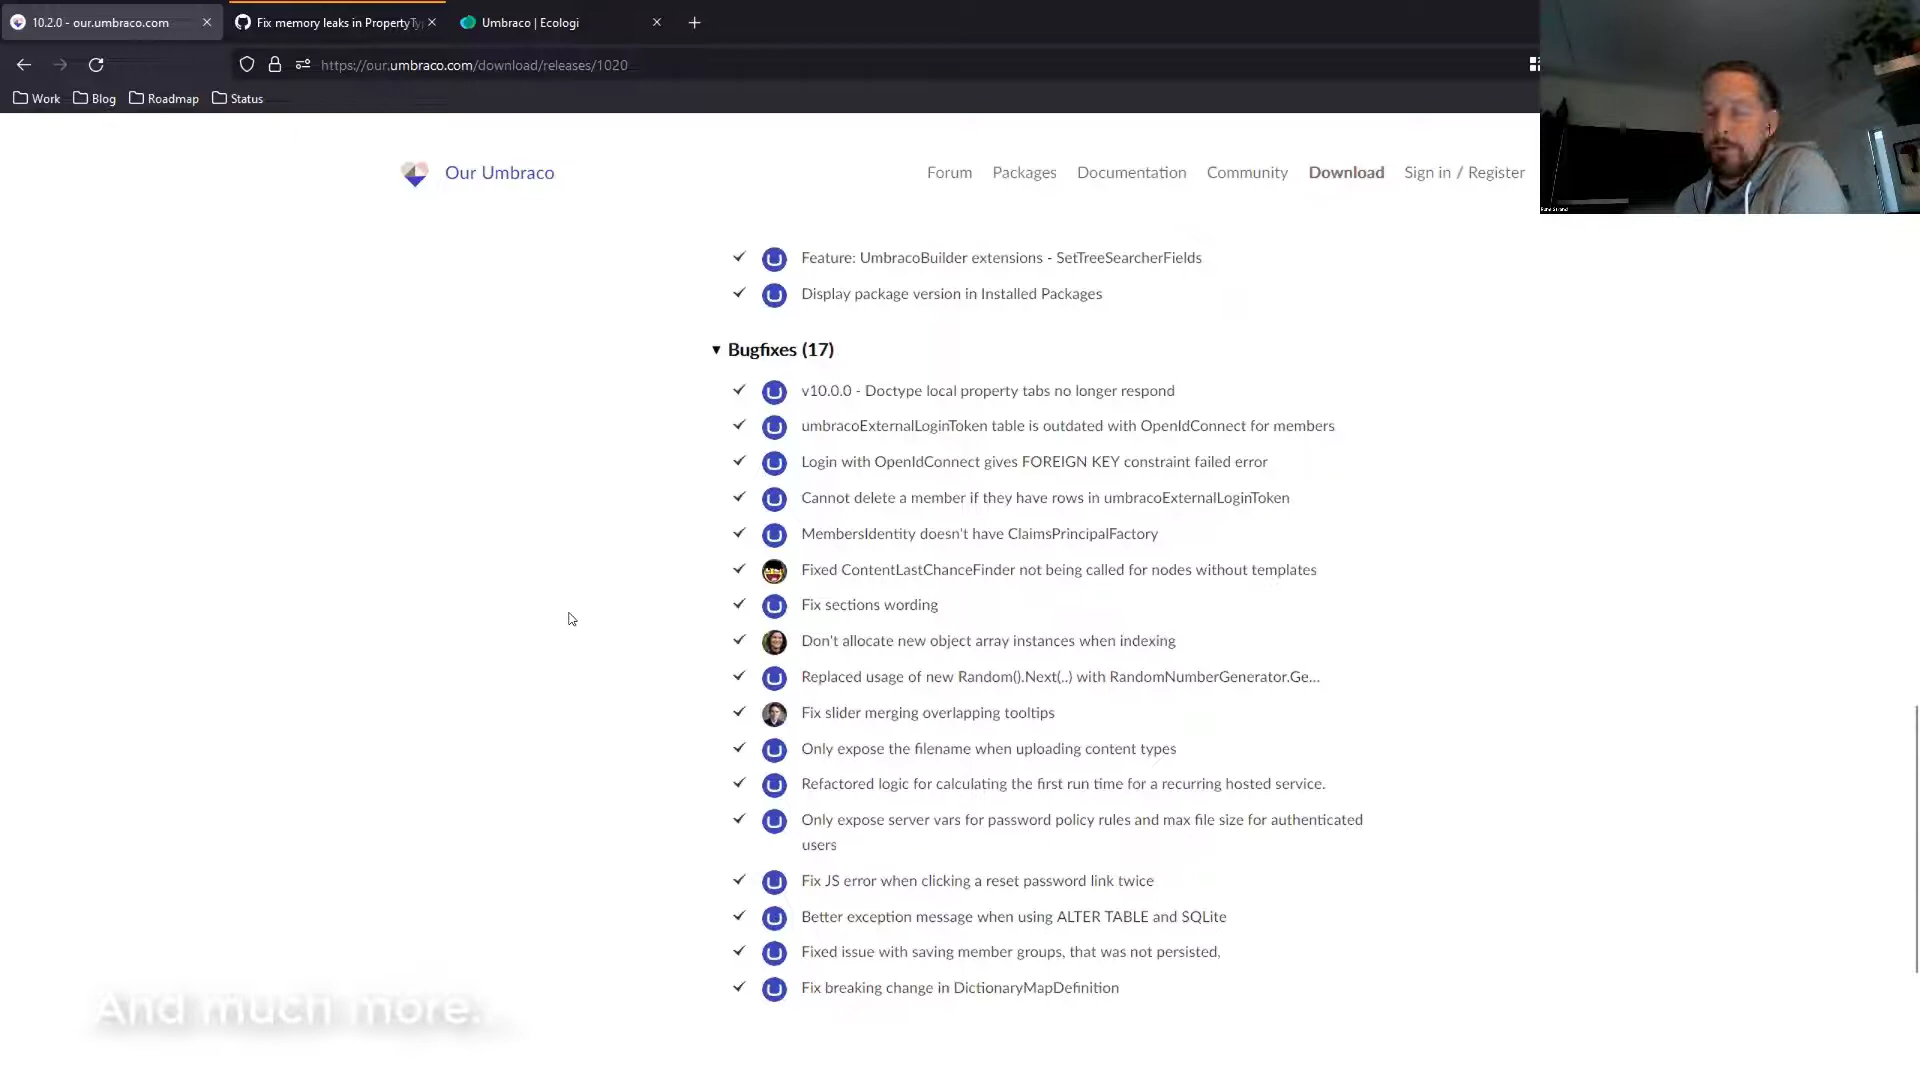 10.2.0 - our.umbraco.com
Fix memory leaks in PropertyTy
Umbraco | Ecologi
https://our.umbraco.com/download/releases/1020
Work
Blog
Roadmap
Status
Our Umbraco
Forum
Packages
Documentation
Community
Download
Sign in / Register
Feature: UmbracoBuilder extensions - SetTreeSearcherFields
Display package version in Installed Packages
Bugfixes (17)
v10.0.0 - Doctype local property tabs no longer respond
umbracoExternalLoginToken table is outdated with OpenIdConnect for members
Login with OpenIdConnect gives FOREIGN KEY constraint failed error
Cannot delete a member if they have rows in umbracoExternalLoginToken
MembersIdentity doesn't have ClaimsPrincipalFactory
Fixed ContentLastChanceFinder not being called for nodes without templates
Fix sections wording
Don't allocate new object array instances when indexing
Replaced usage of new Random().Next(..) with RandomNumberGenerator.Ge...
Fix slider merging overlapping tooltips
Only expose the filename when uploading content types
Refactored logic for calculating the first run time for a recurring hosted service.
Only expose server vars for password policy rules and max file size for authenticated
users
Fix JS error when clicking a reset password link twice
Better exception message when using ALTER TABLE and SQLite
Fixed issue with saving member groups, that was not persisted,
Fix breaking change in DictionaryMapDefinition
And much more.